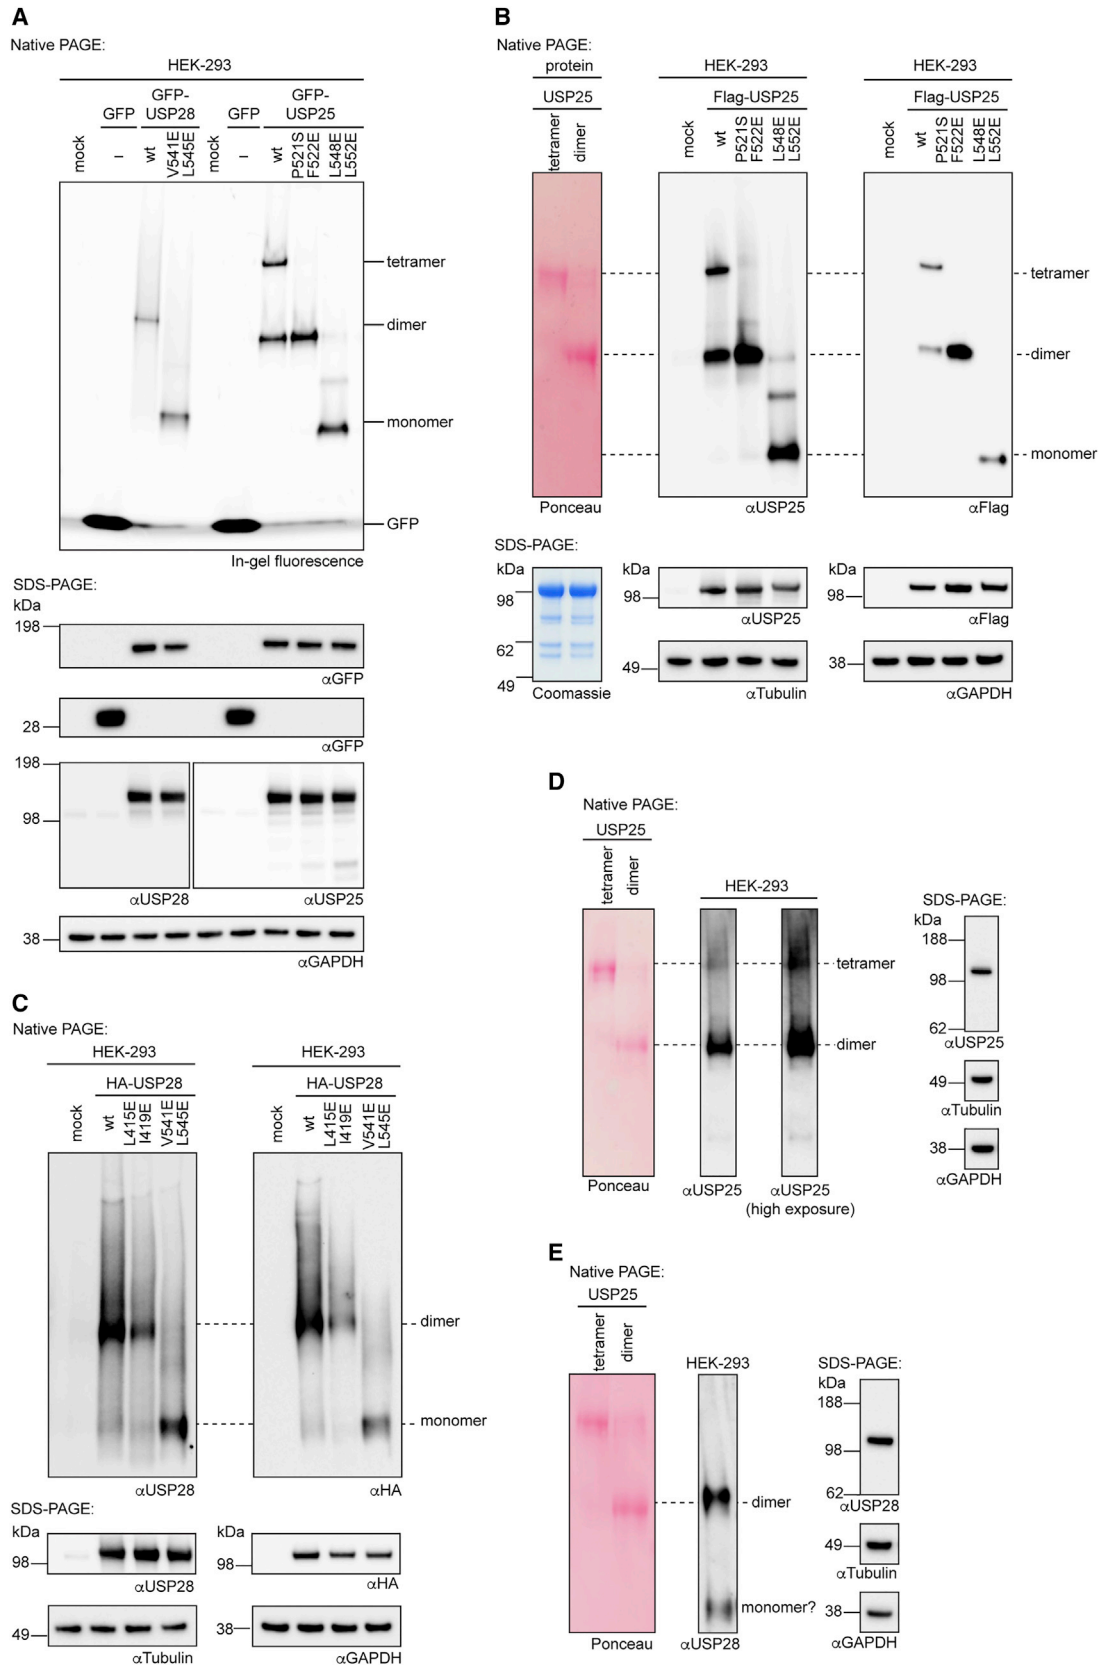 A
Native PAGE:
HEK-293
GFP
GFP-
USP28
GFP
GFP-
USP25
mock
–
wt
V541E
L545E
mock
–
wt
P521S
F522E
L548E
L552E
tetramer
dimer
monomer
GFP
In-gel fluorescence
SDS-PAGE:
kDa
198
αGFP
28
αGFP
198
98
αUSP28
αUSP25
38
αGAPDH
B
Native PAGE:
protein
USP25
tetramer
dimer
HEK-293
Flag-USP25
mock
wt
P521S
F522E
L548E
L552E
HEK-293
Flag-USP25
mock
wt
P521S
F522E
L548E
L552E
tetramer
dimer
monomer
Ponceau
αUSP25
αFlag
SDS-PAGE:
kDa
98
62
49
Coomassie
kDa
98
αUSP25
49
αTubulin
kDa
98
αFlag
38
αGAPDH
C
Native PAGE:
HEK-293
HA-USP28
mock
wt
L415E
I419E
V541E
L545E
HEK-293
HA-USP28
mock
wt
L415E
I419E
V541E
L545E
dimer
monomer
αUSP28
αHA
SDS-PAGE:
kDa
98
αUSP28
49
αTubulin
kDa
98
αHA
38
αGAPDH
D
Native PAGE:
USP25
tetramer
dimer
HEK-293
tetramer
dimer
Ponceau
αUSP25
αUSP25
(high exposure)
SDS-PAGE:
kDa
188
98
62
αUSP25
49
αTubulin
38
αGAPDH
E
Native PAGE:
USP25
tetramer
dimer
HEK-293
dimer
monomer?
Ponceau
αUSP28
SDS-PAGE:
kDa
188
98
62
αUSP28
49
αTubulin
38
αGAPDH